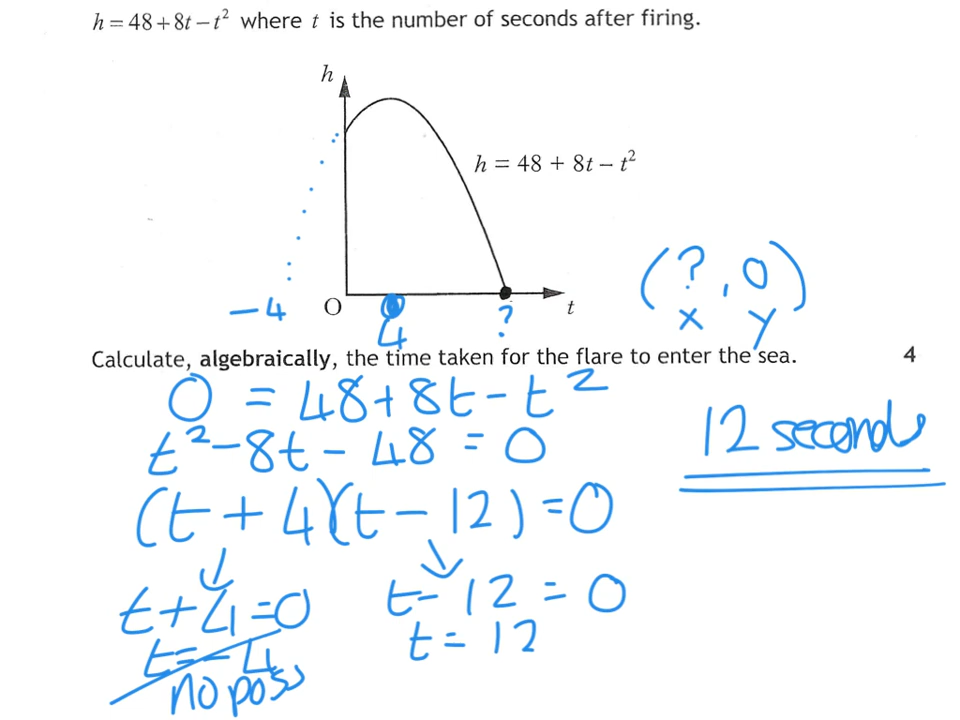 h = 48 + 8t − t² where t is the number of seconds after firing.
h
h = 48 + 8t − t²
(?, 0)
x y
−4 O 4 ? t
Calculate, algebraically, the time taken for the flare to enter the sea. 4
0 = 48 + 8t − t²
t² − 8t − 48 = 0
12 seconds
(t + 4)(t − 12) = 0
t + 4 = 0 t − 12 = 0
t = −4 t = 12
no poss